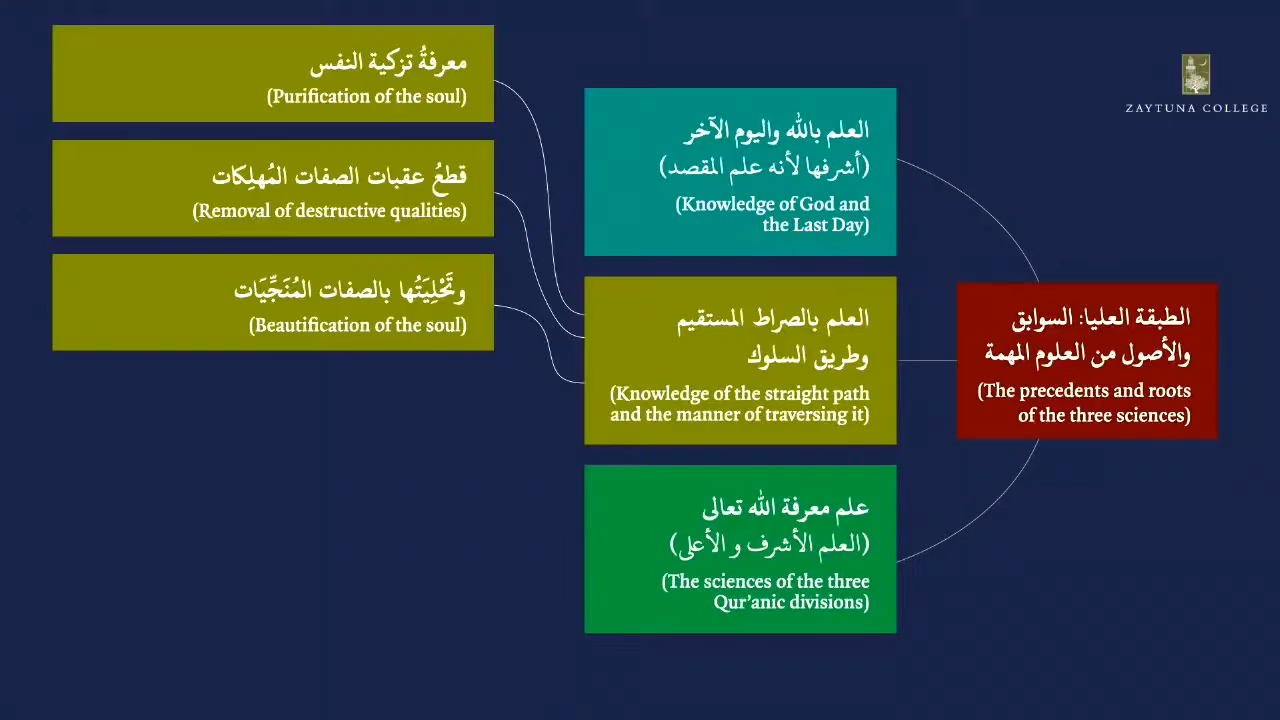 معرفةُ تزكية النفس
(Purification of the soul)
قطعُ عقبات الصفات المُهلِكات
(Removal of destructive qualities)
وتَحْلِيَتُها بالصفات المُنَجِّيَات
(Beautification of the soul)
العلم بالله واليوم الآخر
(أشرفها لأنه علم المقصد)
(Knowledge of God and
the Last Day)
العلم بالصراط المستقيم
وطريق السلوك
(Knowledge of the straight path
and the manner of traversing it)
علم معرفة الله تعالى
(العلم الأشرف و الأعلى)
(The sciences of the three
Qur’anic divisions)
الطبقة العليا: السوابق
والأصول من العلوم المهمة
(The precedents and roots
of the three sciences)
ZAYTUNA COLLEGE